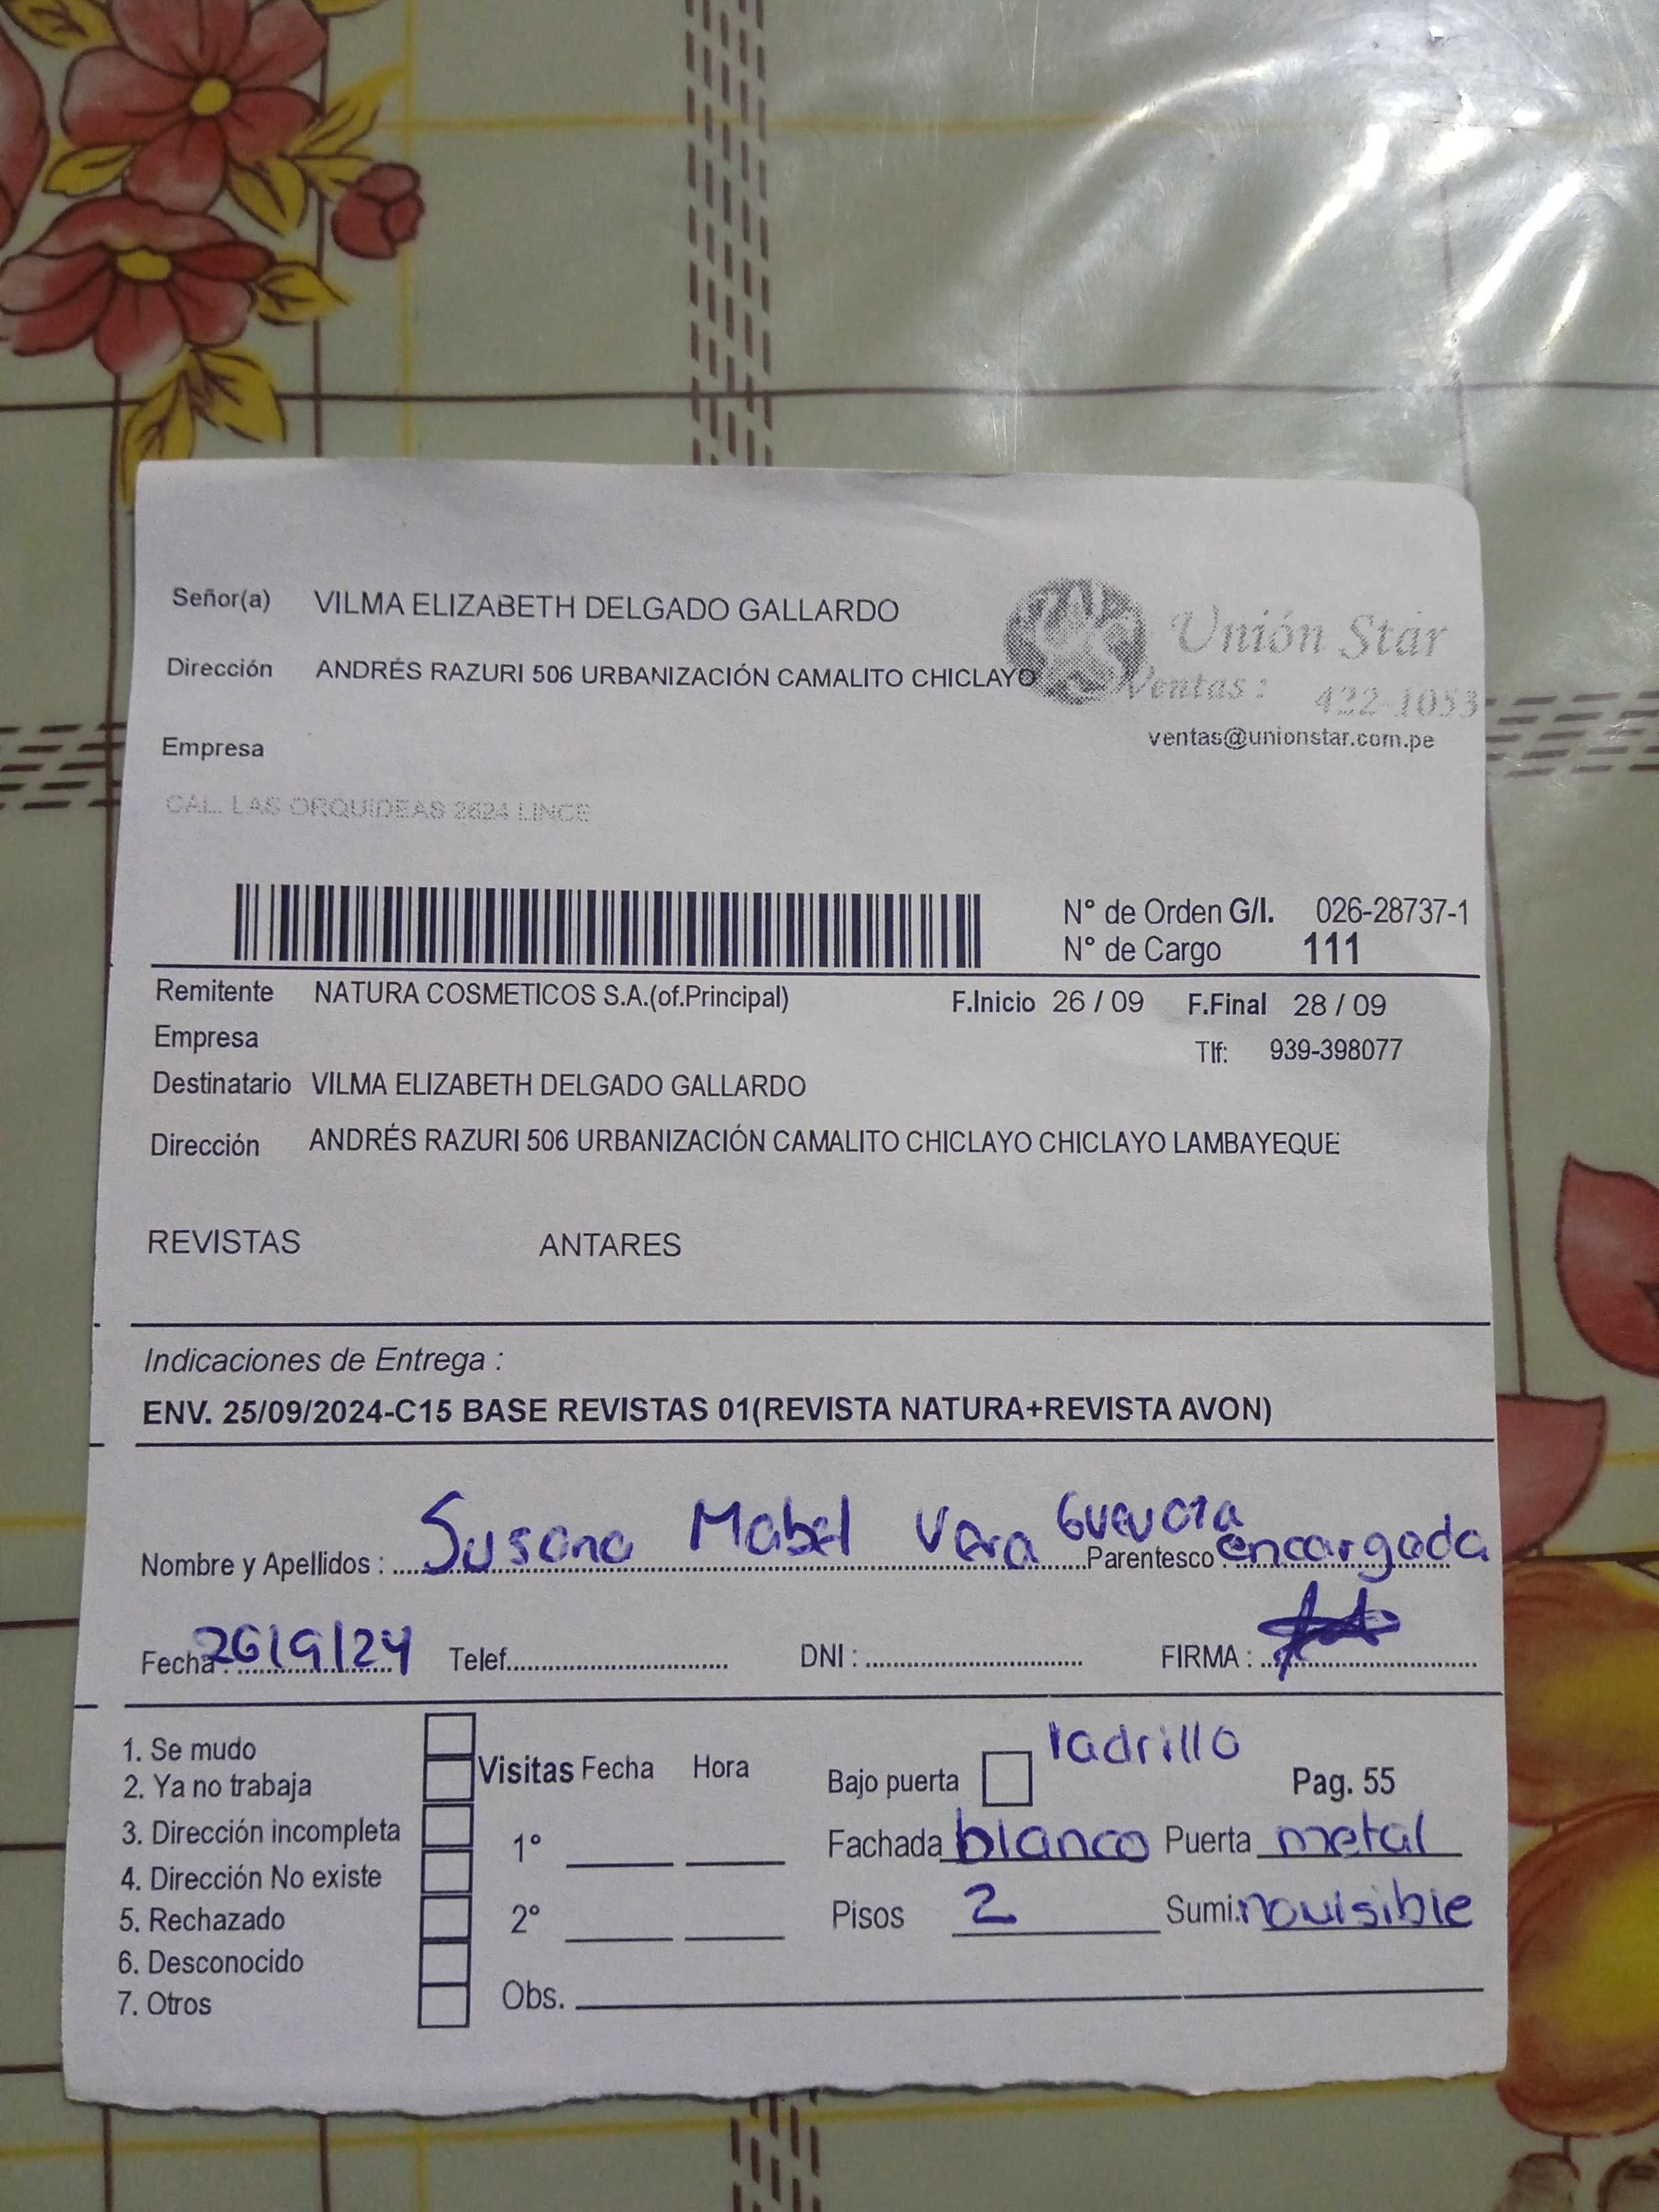 Señor(a) VILMA ELIZABETH DELGADO GALLARDO
Unión Star
Dirección ANDRÉS RAZURI 506 URBANIZACIÓN CAMALITO CHICLAYO
Ventas : 422-1053
ventas@unionstar.com.pe
Empresa
CAL. LAS ORQUIDEAS 2624 LINCE
N° de Orden G/I. 026-28737-1
N° de Cargo 111
Remitente NATURA COSMETICOS S.A.(of.Principal) F.Inicio 26 / 09 F.Final 28 / 09
Empresa Tlf: 939-398077
Destinatario VILMA ELIZABETH DELGADO GALLARDO
Dirección ANDRÉS RAZURI 506 URBANIZACIÓN CAMALITO CHICLAYO CHICLAYO LAMBAYEQUE
REVISTAS ANTARES
Indicaciones de Entrega :
ENV. 25/09/2024-C15 BASE REVISTAS 01(REVISTA NATURA+REVISTA AVON)
Nombre y Apellidos : Susana Mabel Vera Guevara Parentesco : encargada
Fecha : 26/9/24 Telef. DNI : FIRMA :
1. Se mudo
2. Ya no trabaja
3. Dirección incompleta
4. Dirección No existe
5. Rechazado
6. Desconocido
7. Otros
Visitas Fecha Hora
1°
2°
Obs.
ladrillo
Bajo puerta Pag. 55
Fachada blanco Puerta metal
Pisos 2 Sumi. no visible